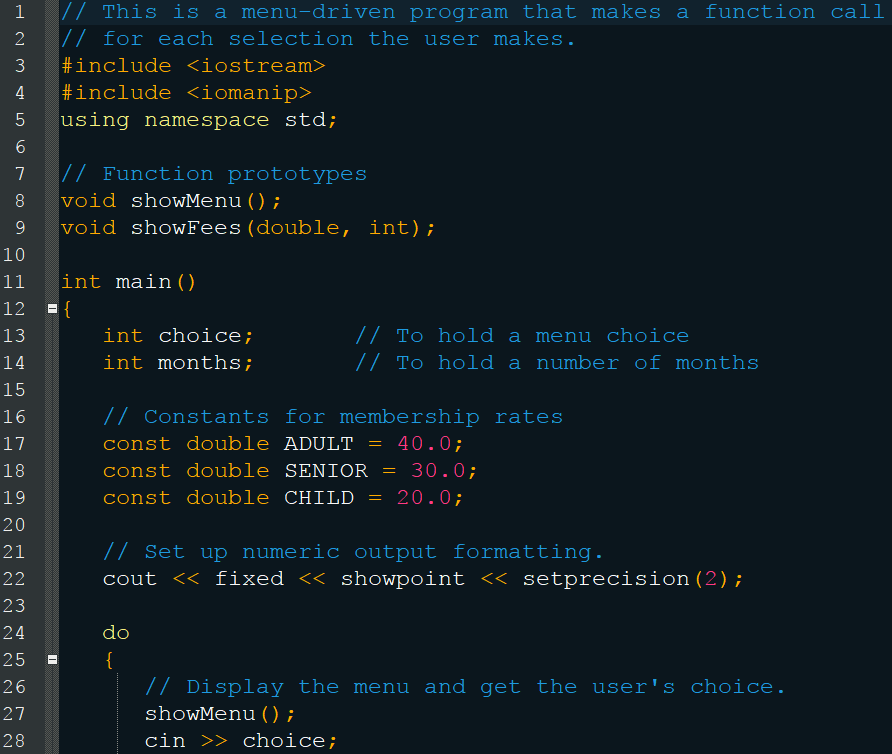 1 // This is a menu-driven program that makes a function call
2 // for each selection the user makes.
3 #include <iostream>
4 #include <iomanip>
5 using namespace std;
6
7 // Function prototypes
8 void showMenu();
9 void showFees(double, int);
10
11 int main()
12 {
13    int choice;       // To hold a menu choice
14    int months;       // To hold a number of months
15
16    // Constants for membership rates
17    const double ADULT = 40.0;
18    const double SENIOR = 30.0;
19    const double CHILD = 20.0;
20
21    // Set up numeric output formatting.
22    cout << fixed << showpoint << setprecision(2);
23
24    do
25    {
26       // Display the menu and get the user's choice.
27       showMenu();
28       cin >> choice;